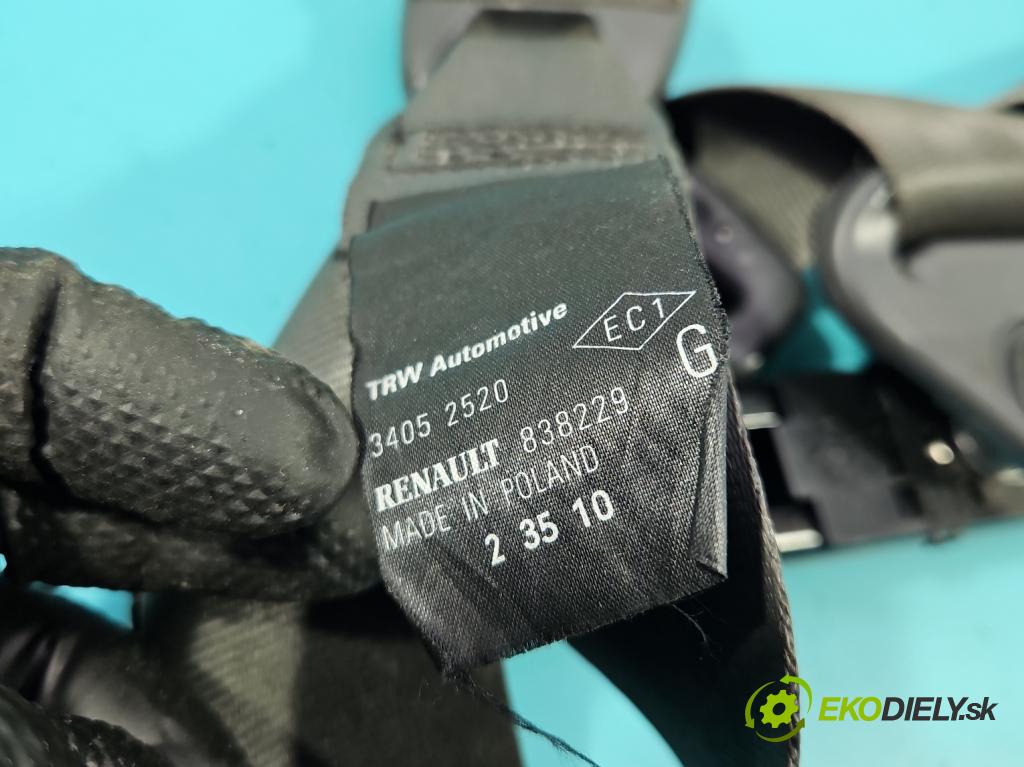 TRW Automotive EC1
3405 2520 G
RENAULT 838229
MADE IN POLAND
2 35 10
EKODIELY.sk